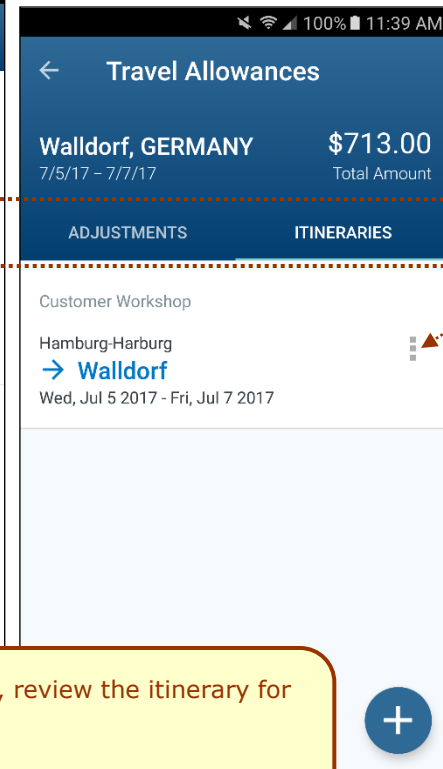 100% 11:39 AM
Travel Allowances
Walldorf, GERMANY $713.00
7/5/17 – 7/7/17 Total Amount
ADJUSTMENTS ITINERARIES
Customer Workshop
Hamburg-Harburg
→ Walldorf
Wed, Jul 5 2017 - Fri, Jul 7 2017
, review the itinerary for
+